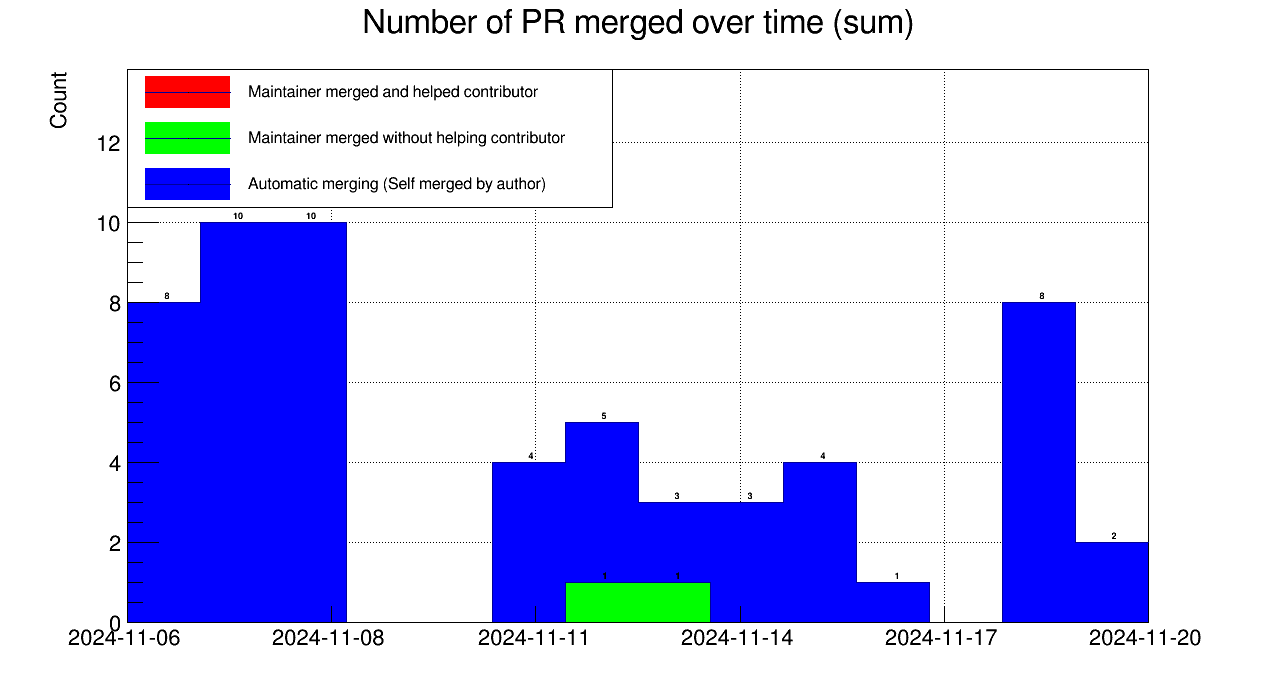 Number of PR merged over time (sum)
Count
Maintainer merged and helped contributor
Maintainer merged without helping contributor
Automatic merging (Self merged by author)
12
10
8
6
4
2
0
10 10
8 8
5
4 4
3 3
2
1 1 1
2024-11-06 2024-11-08 2024-11-11 2024-11-14 2024-11-17 2024-11-20